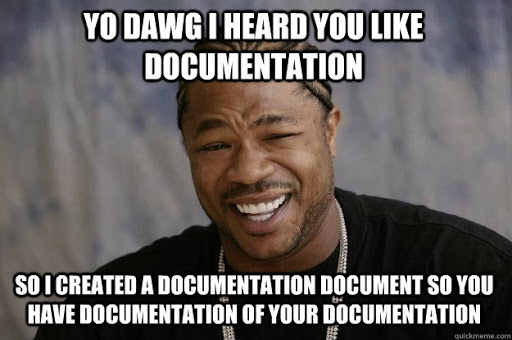 YO DAWG I HEARD YOU LIKE
DOCUMENTATION
SO I CREATED A DOCUMENTATION DOCUMENT SO YOU
HAVE DOCUMENTATION OF YOUR DOCUMENTATION
quickmeme.com